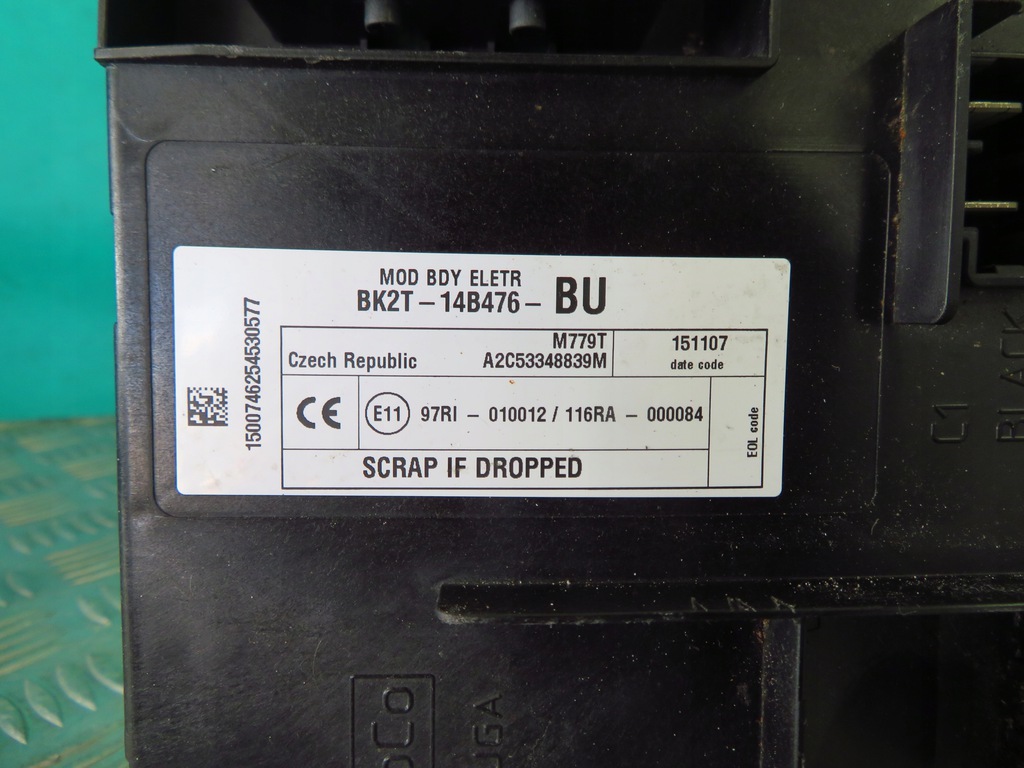 MOD BDY ELETR
BK2T-14B476- BU
1500746254530577
M779T
Czech Republic A2C53348839M
151107
date code
CE E11 97RI - 010012 / 116RA - 000084
EOL code
SCRAP IF DROPPED
C1
BLACK